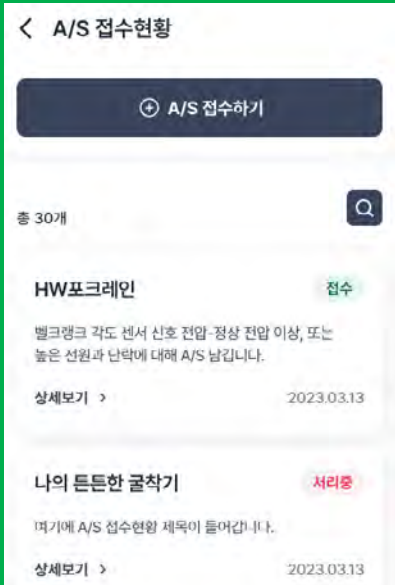 A/S 접수현황
A/S 접수하기
총 30개
HW포크레인
접수
벨크랭크 각도 센서 신호 전압-정상 전압 이상, 또는
높은 선원과 단락에 대해 A/S 남깁니다.
상세보기
2023.03.13
나의 든든한 굴착기
처리중
여기에 A/S 접수현황 제목이 들어갑니다.
상세보기
2023.03.13